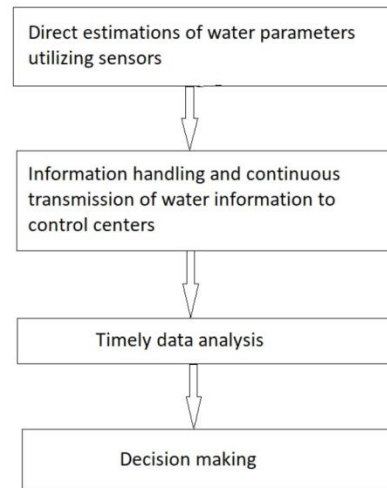 Direct estimations of water parameters
utilizing sensors
Information handling and continuous
transmission of water information to
control centers
Timely data analysis
Decision making